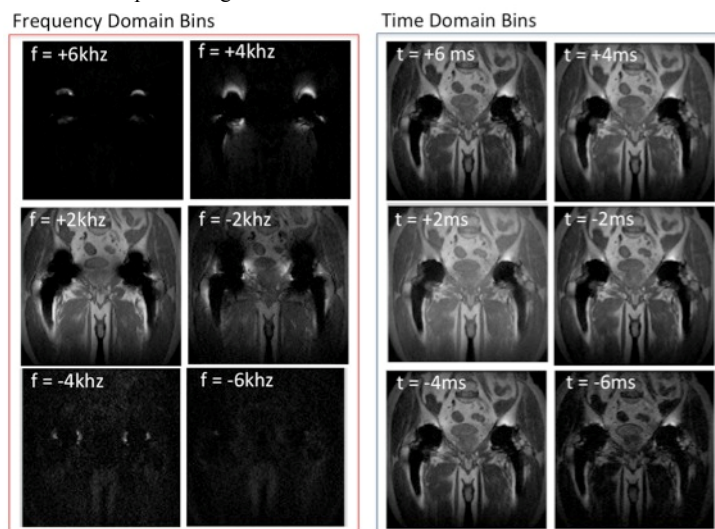 Frequency Domain Bins
f = +6khz
f = +4khz
f = +2khz
f = -2khz
f = -4khz
f = -6khz
Time Domain Bins
t = +6 ms
t = +4ms
t = +2ms
t = -2ms
t = -4ms
t = -6ms